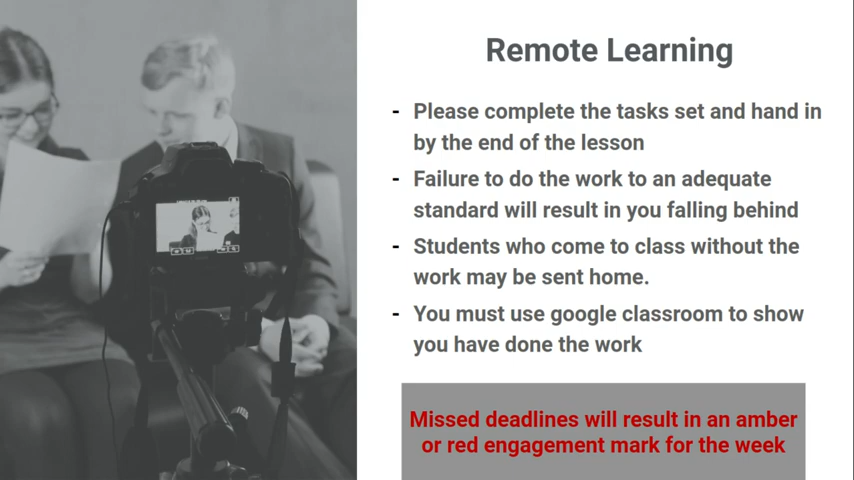 Remote Learning
- Please complete the tasks set and hand in
by the end of the lesson
- Failure to do the work to an adequate
standard will result in you falling behind
- Students who come to class without the
work may be sent home.
- You must use google classroom to show
you have done the work
Missed deadlines will result in an amber
or red engagement mark for the week